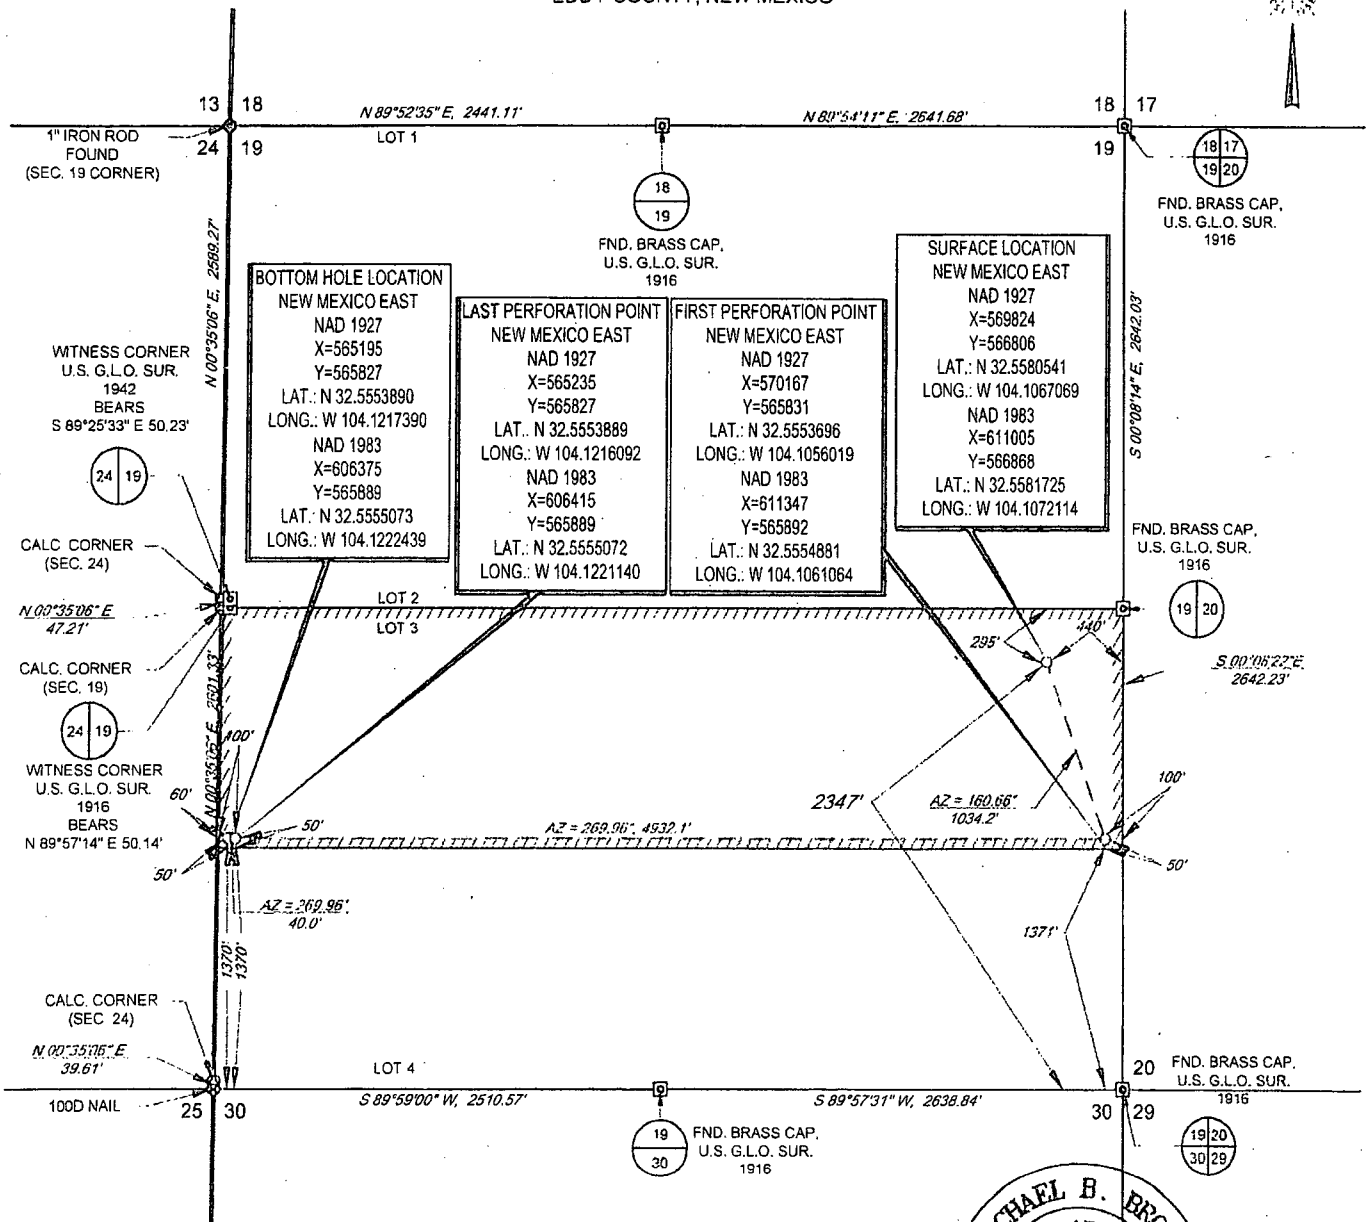 EDDY COUNTY, NEW MEXICO
13 18
N 89°52'35" E, 2441.11'
18 17
1" IRON ROD
FOUND
(SEC. 19 CORNER)
24 19
LOT 1
N 89°54'11" E, 2641.68'
19
18
19
FND. BRASS CAP,
U.S. G.L.O. SUR.
1916
18 17
19 20
FND. BRASS CAP,
U.S. G.L.O. SUR.
1916
N 00°35'06" E, 2589.27'
S 00°08'14" E, 2642.03'
BOTTOM HOLE LOCATION
NEW MEXICO EAST
NAD 1927
X=565195
Y=565827
LAT.: N 32.5553890
LONG.: W 104.1217390
NAD 1983
X=606375
Y=565889
LAT.: N 32.5555073
LONG.: W 104.1222439
LAST PERFORATION POINT
NEW MEXICO EAST
NAD 1927
X=565235
Y=565827
LAT.. N 32.5553889
LONG.: W 104.1216092
NAD 1983
X=606415
Y=565889
LAT.: N 32.5555072
LONG.: W 104.1221140
FIRST PERFORATION POINT
NEW MEXICO EAST
NAD 1927
X=570167
Y=565831
LAT.: N 32.5553696
LONG.: W 104.1056019
NAD 1983
X=611347
Y=565892
LAT.: N 32.5554881
LONG.: W 104.1061064
SURFACE LOCATION
NEW MEXICO EAST
NAD 1927
X=569824
Y=566806
LAT.: N 32.5580541
LONG.: W 104.1067069
NAD 1983
X=611005
Y=566868
LAT.: N 32.5581725
LONG.: W 104.1072114
WITNESS CORNER
U.S. G.L.O. SUR.
1942
BEARS
S 89°25'33" E 50.23'
24 19
CALC CORNER
(SEC. 24)
N 00°35'06" E
47.21'
CALC. CORNER
(SEC. 19)
24 19
WITNESS CORNER
U.S. G.L.O. SUR.
1916
BEARS
N 89°57'14" E 50.14'
N 00°35'06" E, 2601.33'
LOT 2
LOT 3
FND. BRASS CAP,
U.S. G.L.O. SUR.
1916
19 20
295'
440'
2642.23'
100'
60'
50'
50'
AZ = 269.96°, 4932.1'
2347'
AZ = 160.66°
1034.2'
100'
50'
AZ = 269.96°
40.0'
1370'
1370'
1371'
CALC. CORNER
(SEC 24)
N 00°35'06" E
39.61'
100D NAIL
25 30
LOT 4
S 89°59'00" W, 2510.57'
S 89°57'31" W, 2638.84'
20
30 29
FND. BRASS CAP,
U.S. G.L.O. SUR.
1916
19
30
FND. BRASS CAP,
U.S. G.L.O. SUR.
1916
19 20
30 29